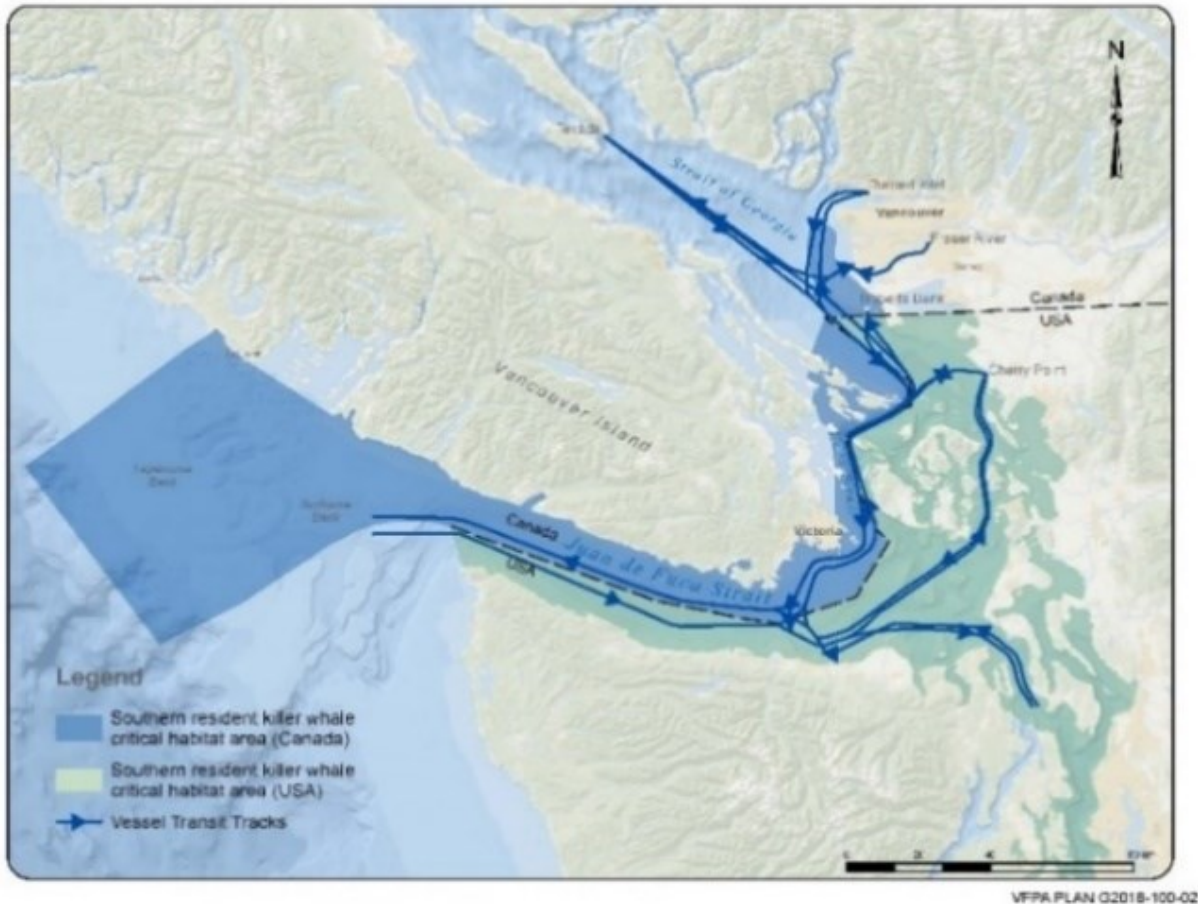 N
Strait of Georgia
Vancouver
Fraser River
Roberts Bank
Canada
USA
Cherry Point
Vancouver Island
Victoria
Canada
USA
Juan de Fuca Strait
Legend
Southern resident killer whale
critical habitat area (Canada)
Southern resident killer whale
critical habitat area (USA)
Vessel Transit Tracks
VFPA PLAN G2018-100-02